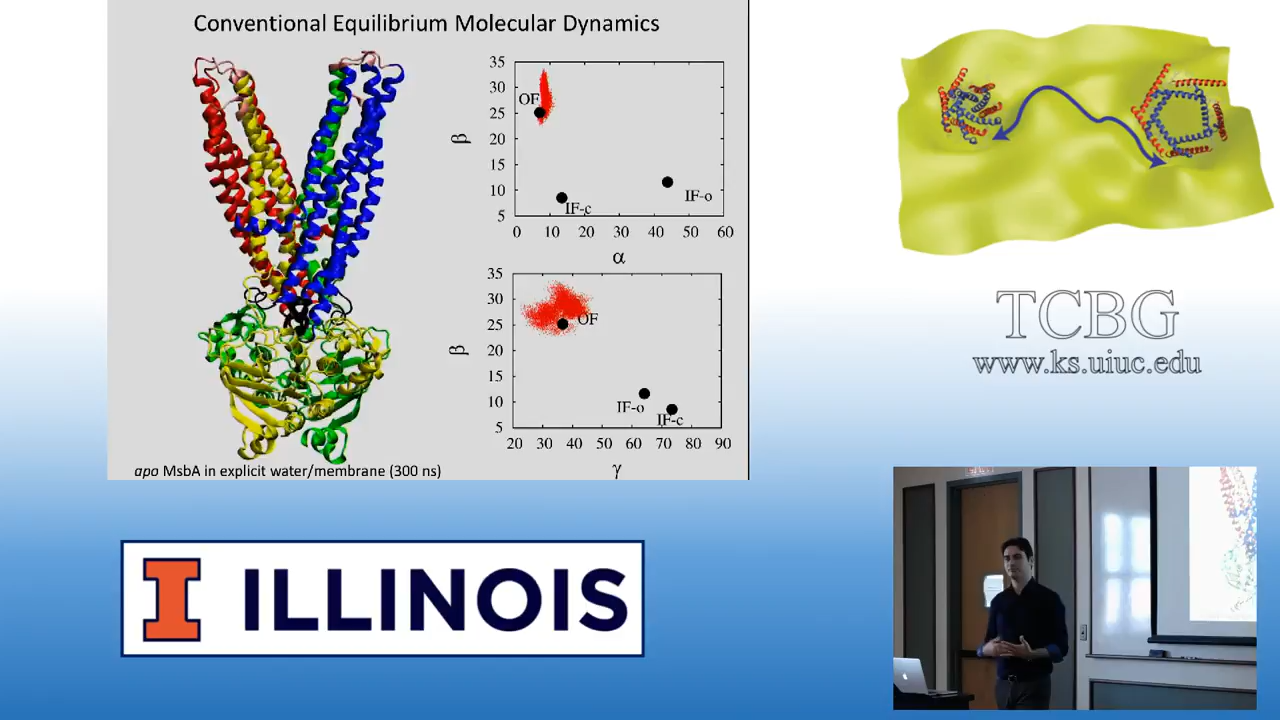 Conventional Equilibrium Molecular Dynamics
35
30
25
20
15
10
5
β
OF
IF-c
IF-o
0 10 20 30 40 50 60
α
35
30
25
20
15
10
5
β
OF
IF-o
IF-c
20 30 40 50 60 70 80 90
γ
apo MsbA in explicit water/membrane (300 ns)
TCBG
www.ks.uiuc.edu
I ILLINOIS